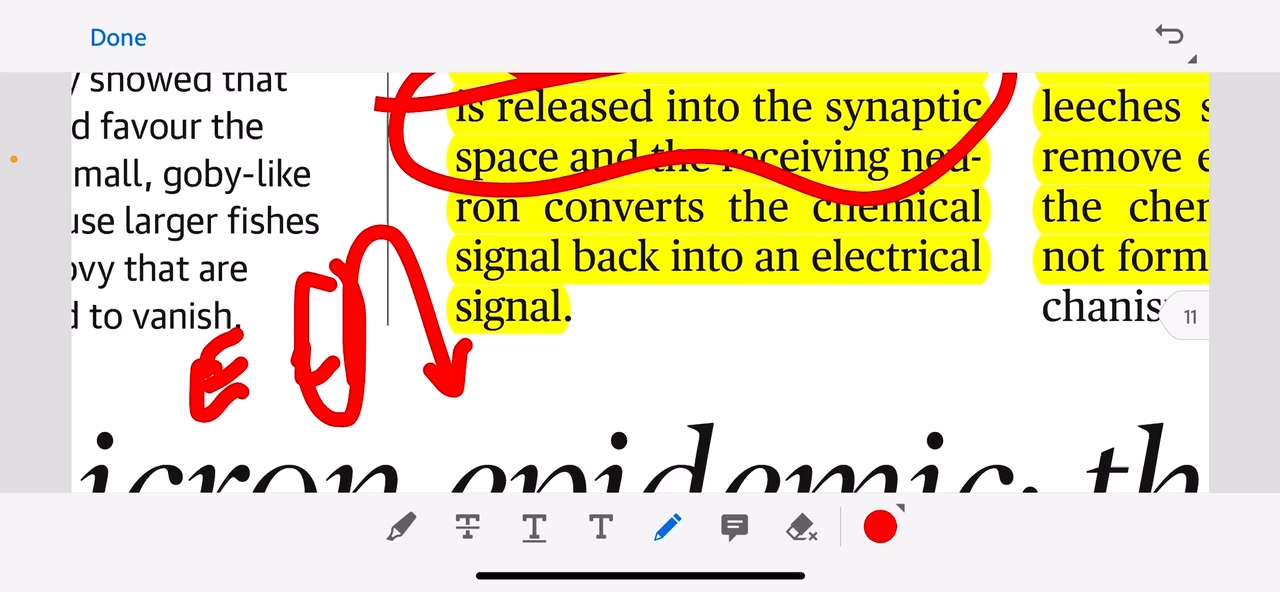 Done
showed that
d favour the
mall, goby-like
use larger fishes
ovy that are
d to vanish.
is released into the synaptic
space and the receiving neu-
ron converts the chemical
signal back into an electrical
signal.
leeches s
remove e
the cher
not form
chanis
11
E
icron epidemic, th